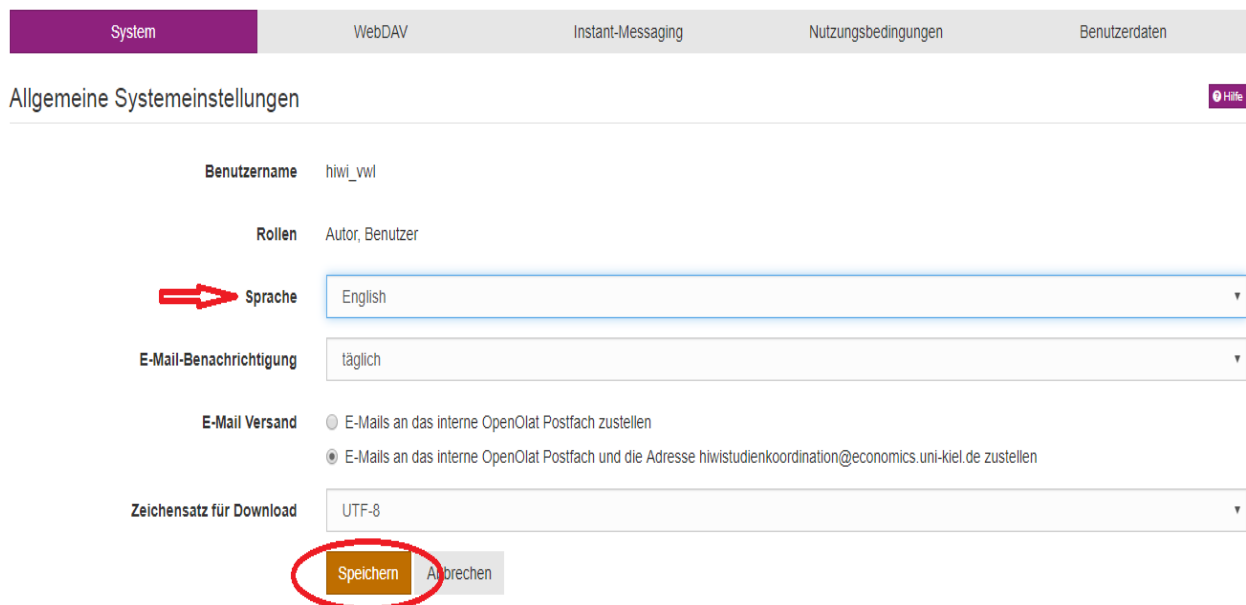 System WebDAV Instant-Messaging Nutzungsbedingungen Benutzerdaten
Allgemeine Systemeinstellungen Hilfe
Benutzername hiwi_vwl
Rollen Autor, Benutzer
Sprache English
E-Mail-Benachrichtigung täglich
E-Mail Versand E-Mails an das interne OpenOlat Postfach zustellen
E-Mails an das interne OpenOlat Postfach und die Adresse hiwistudienkoordination@economics.uni-kiel.de zustellen
Zeichensatz für Download UTF-8
Speichern Abbrechen